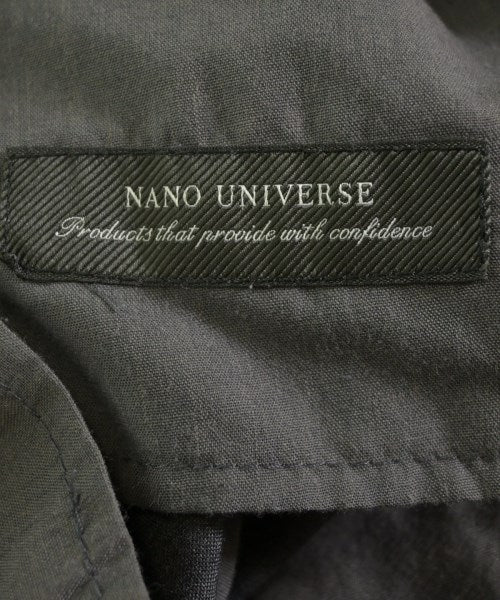 NANO UNIVERSE
Products that provide with confidence